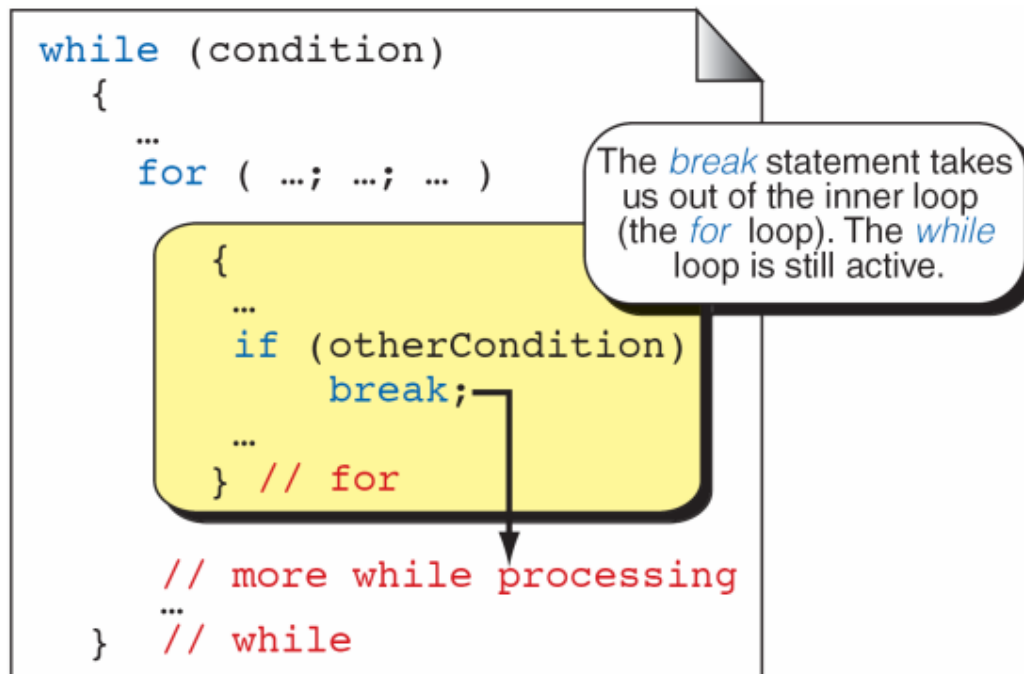 while (condition)
{
…
for ( …; …; … )
The break statement takes
us out of the inner loop
(the for loop). The while
loop is still active.
{
…
if (otherCondition)
break;
…
} // for
// more while processing
…
} // while